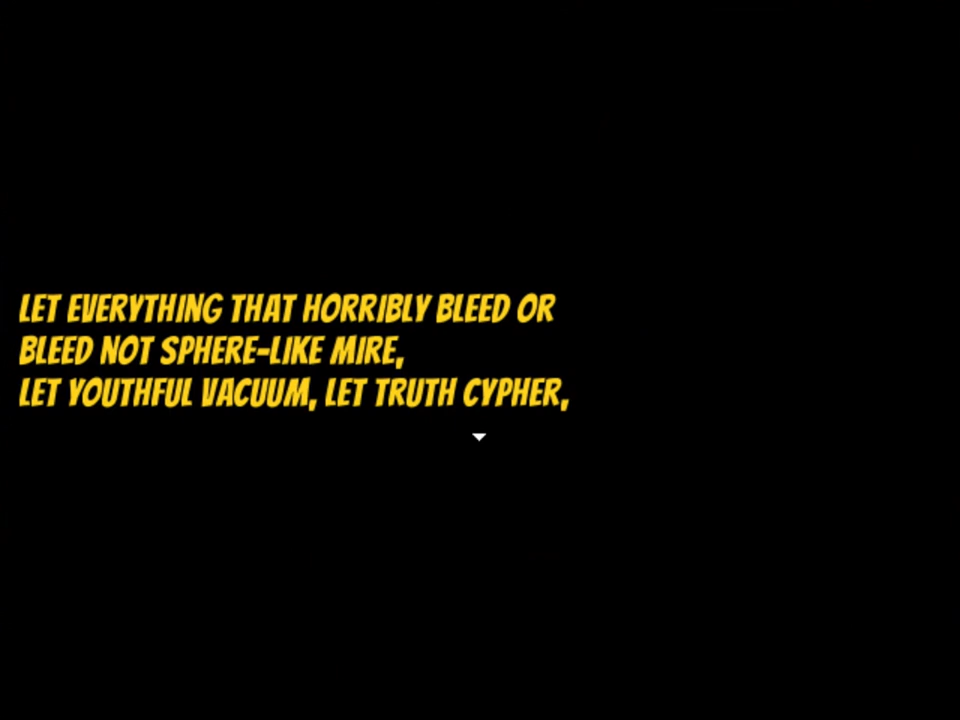 LET EVERYTHING THAT HORRIBLY BLEED OR
BLEED NOT SPHERE-LIKE MIRE,
LET YOUTHFUL VACUUM, LET TRUTH CYPHER,